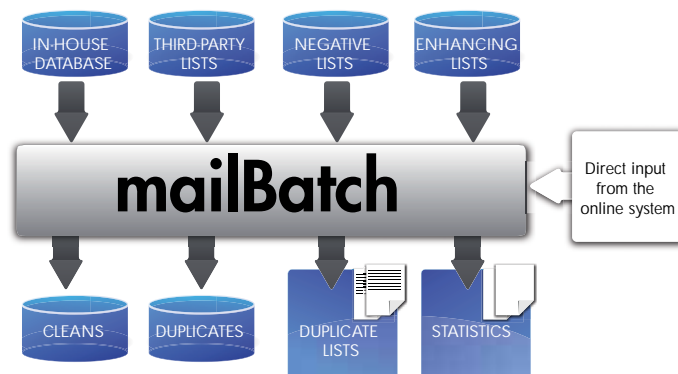 IN-HOUSE
DATABASE
THIRD-PARTY
LISTS
NEGATIVE
LISTS
ENHANCING
LISTS
mailBatch
Direct input
from the
online system
CLEANS
DUPLICATES
DUPLICATE
LISTS
STATISTICS